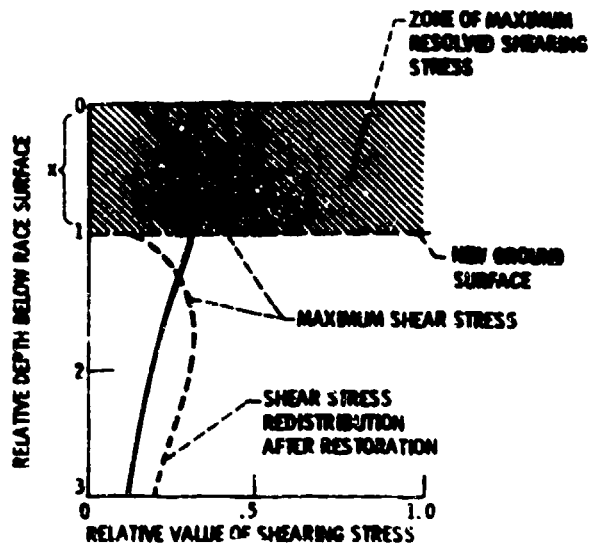 ZONE OF MAXIMUM
RESOLVED SHEARING
STRESS
0
x
1
NEW GROUND
SURFACE
MAXIMUM SHEAR STRESS
2
SHEAR STRESS
REDISTRIBUTION
AFTER RESTORATION
3
0 .5 1.0
RELATIVE VALUE OF SHEARING STRESS
RELATIVE DEPTH BELOW RACE SURFACE